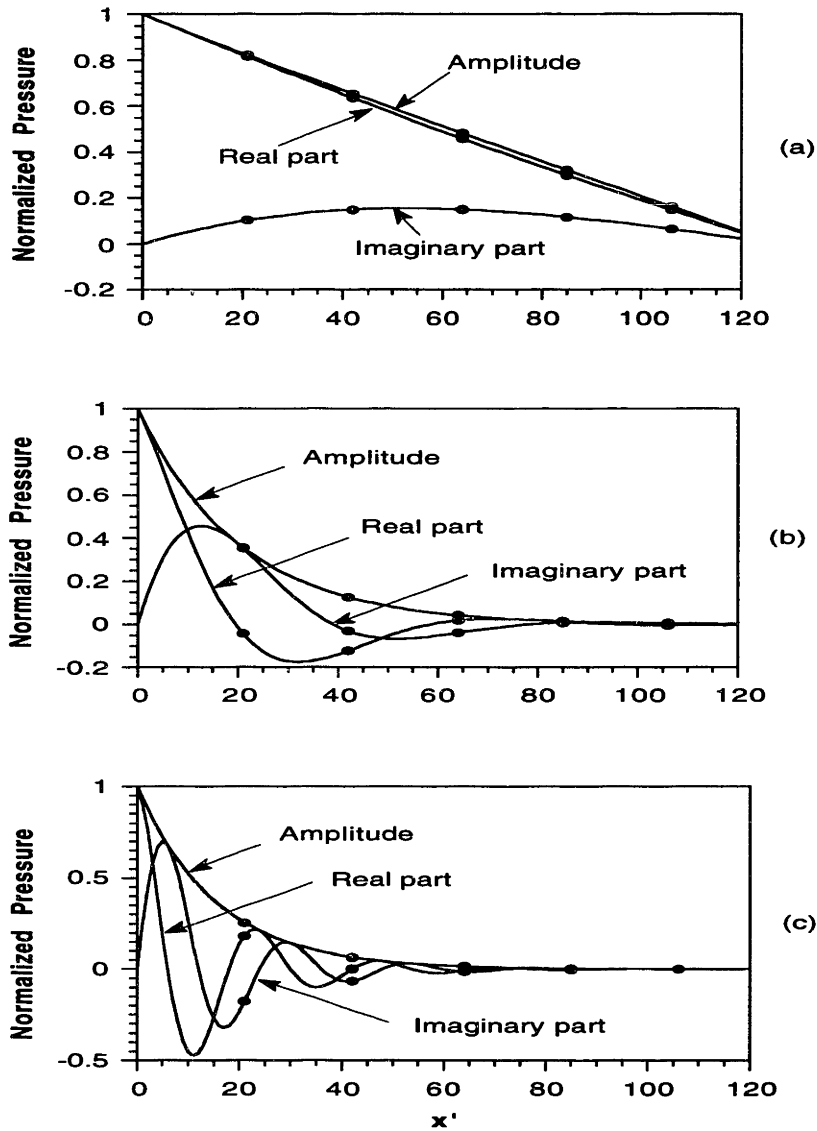 Normalized Pressure
1
0.8
0.6
0.4
0.2
0
-0.2
Amplitude
Real part
Imaginary part
(a)
0 20 40 60 80 100 120
Normalized Pressure
1
0.8
0.6
0.4
0.2
0
-0.2
Amplitude
Real part
Imaginary part
(b)
0 20 40 60 80 100 120
Normalized Pressure
1
0.5
0
-0.5
Amplitude
Real part
Imaginary part
(c)
0 20 40 60 80 100 120
x'